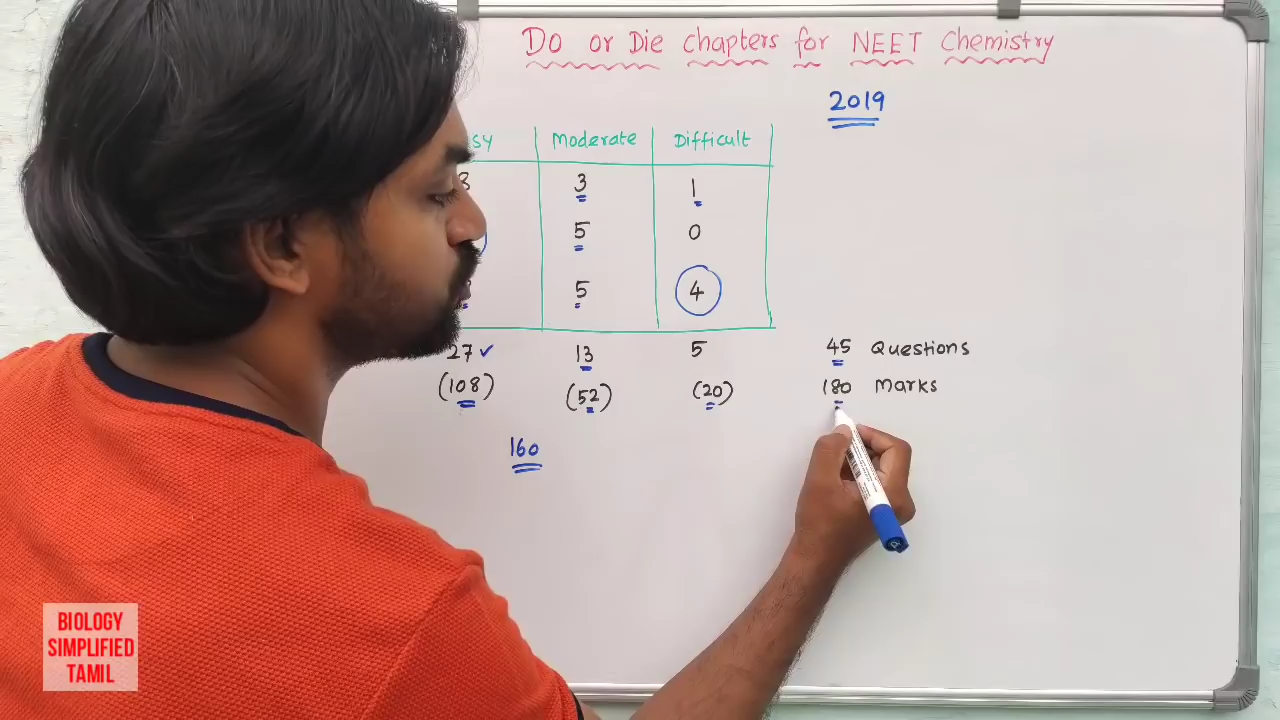 Do or Die Chapters for NEET Chemistry
2019
Moderate Difficult
3 1
5 0
5 4
27 ✓ 13 5 45 Questions
(108) (52) (20) 180 Marks
160
BIOLOGY
SIMPLIFIED
TAMIL